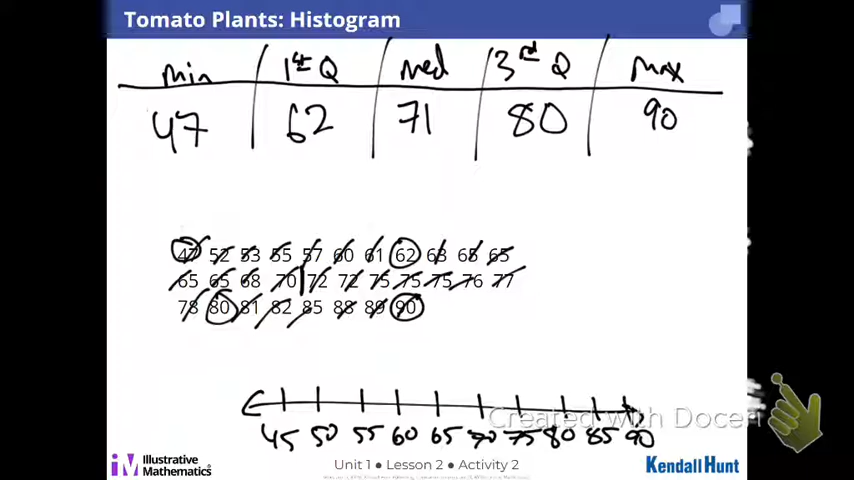 Tomato Plants: Histogram
min 1st Q med 3rd Q max
47 62 71 80 90
47 52 53 55 57 60 61 62 63 65
65 65 68 70 72 72 75 75 75 76 77
78 80 81 82 85 88 89 90
Created with Doceri
45 50 55 60 65 70 75 80 85 90
Illustrative
Mathematics
Unit 1 • Lesson 2 • Activity 2
Kendall Hunt